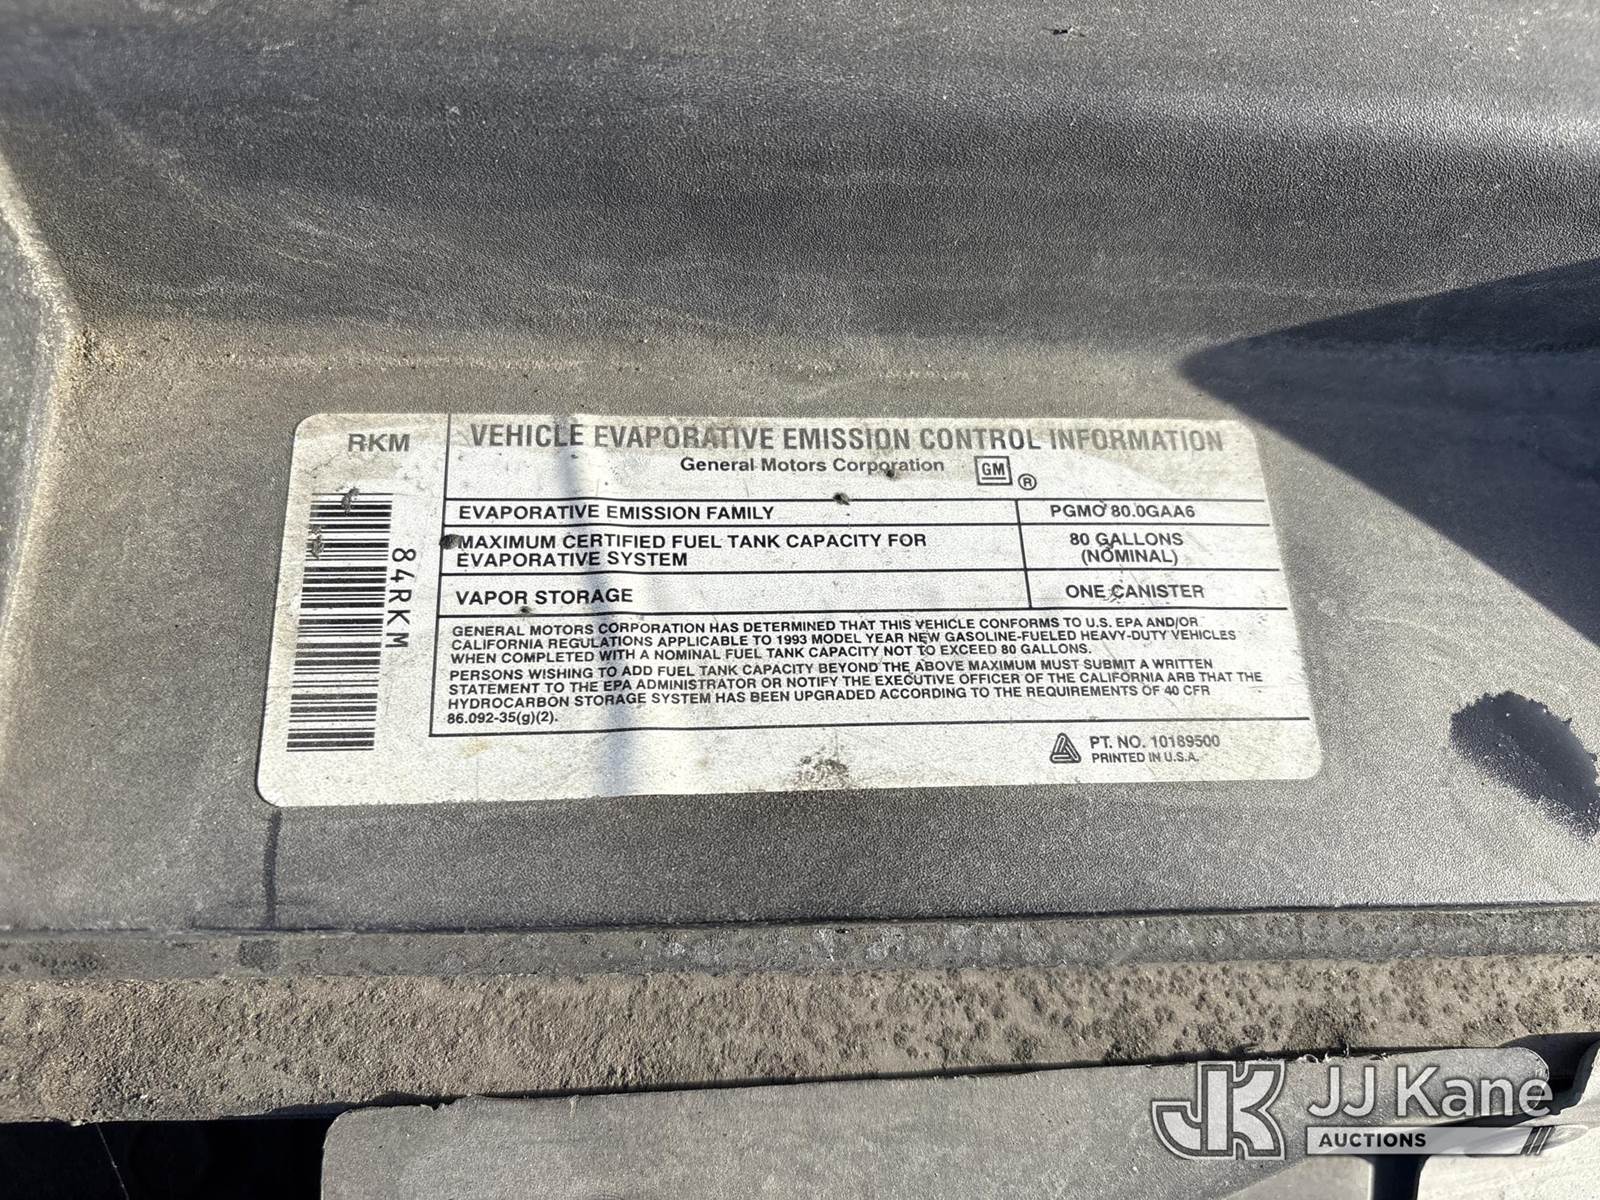 RKM
84RKM
VEHICLE EVAPORATIVE EMISSION CONTROL INFORMATION
General Motors Corporation GM ®
EVAPORATIVE EMISSION FAMILY PGMO 80.0GAA6
MAXIMUM CERTIFIED FUEL TANK CAPACITY FOR
EVAPORATIVE SYSTEM
80 GALLONS
(NOMINAL)
VAPOR STORAGE ONE CANISTER
GENERAL MOTORS CORPORATION HAS DETERMINED THAT THIS VEHICLE CONFORMS TO U.S. EPA AND/OR
CALIFORNIA REGULATIONS APPLICABLE TO 1993 MODEL YEAR NEW GASOLINE-FUELED HEAVY-DUTY VEHICLES
WHEN COMPLETED WITH A NOMINAL FUEL TANK CAPACITY NOT TO EXCEED 80 GALLONS.
PERSONS WISHING TO ADD FUEL TANK CAPACITY BEYOND THE ABOVE MAXIMUM MUST SUBMIT A WRITTEN
STATEMENT TO THE EPA ADMINISTRATOR OR NOTIFY THE EXECUTIVE OFFICER OF THE CALIFORNIA ARB THAT THE
HYDROCARBON STORAGE SYSTEM HAS BEEN UPGRADED ACCORDING TO THE REQUIREMENTS OF 40 CFR
86.092-35(g)(2).
PT. NO. 10189500
PRINTED IN U.S.A.
JK JJ Kane
AUCTIONS